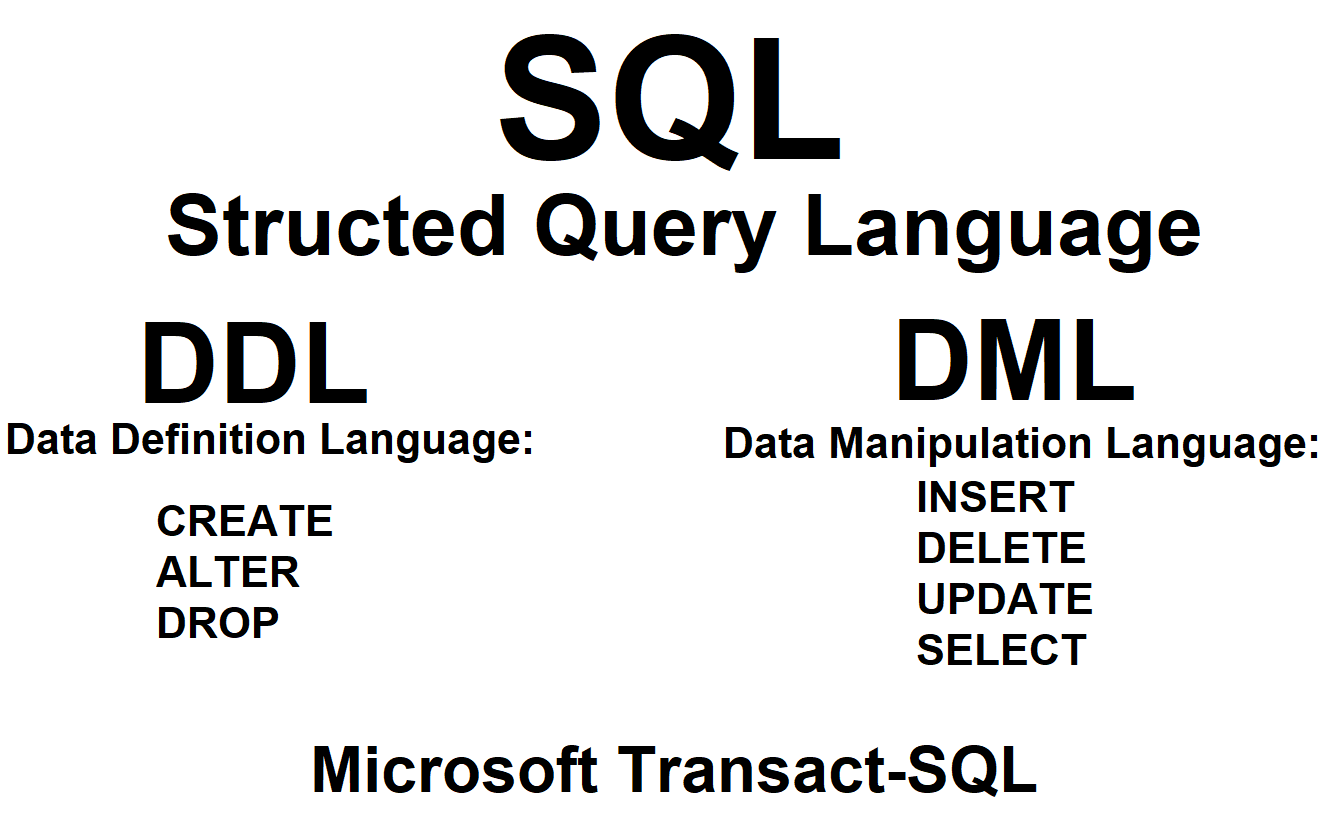 SQL
Structed Query Language
DDL
Data Definition Language:
CREATE
ALTER
DROP
DML
Data Manipulation Language:
INSERT
DELETE
UPDATE
SELECT
Microsoft Transact-SQL